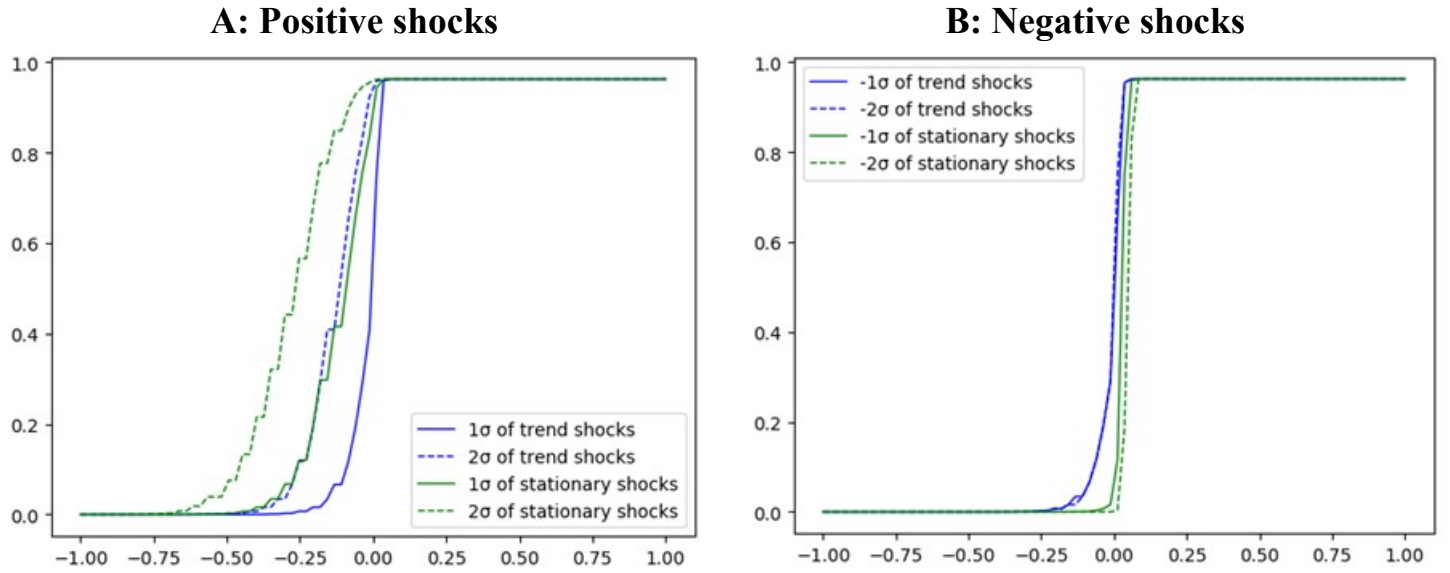 A: Positive shocks
1.0
0.8
0.6
0.4
0.2
0.0
1σ of trend shocks
2σ of trend shocks
1σ of stationary shocks
2σ of stationary shocks
−1.00 −0.75 −0.50 −0.25 0.00 0.25 0.50 0.75 1.00
B: Negative shocks
1.0
0.8
0.6
0.4
0.2
0.0
-1σ of trend shocks
-2σ of trend shocks
-1σ of stationary shocks
-2σ of stationary shocks
−1.00 −0.75 −0.50 −0.25 0.00 0.25 0.50 0.75 1.00